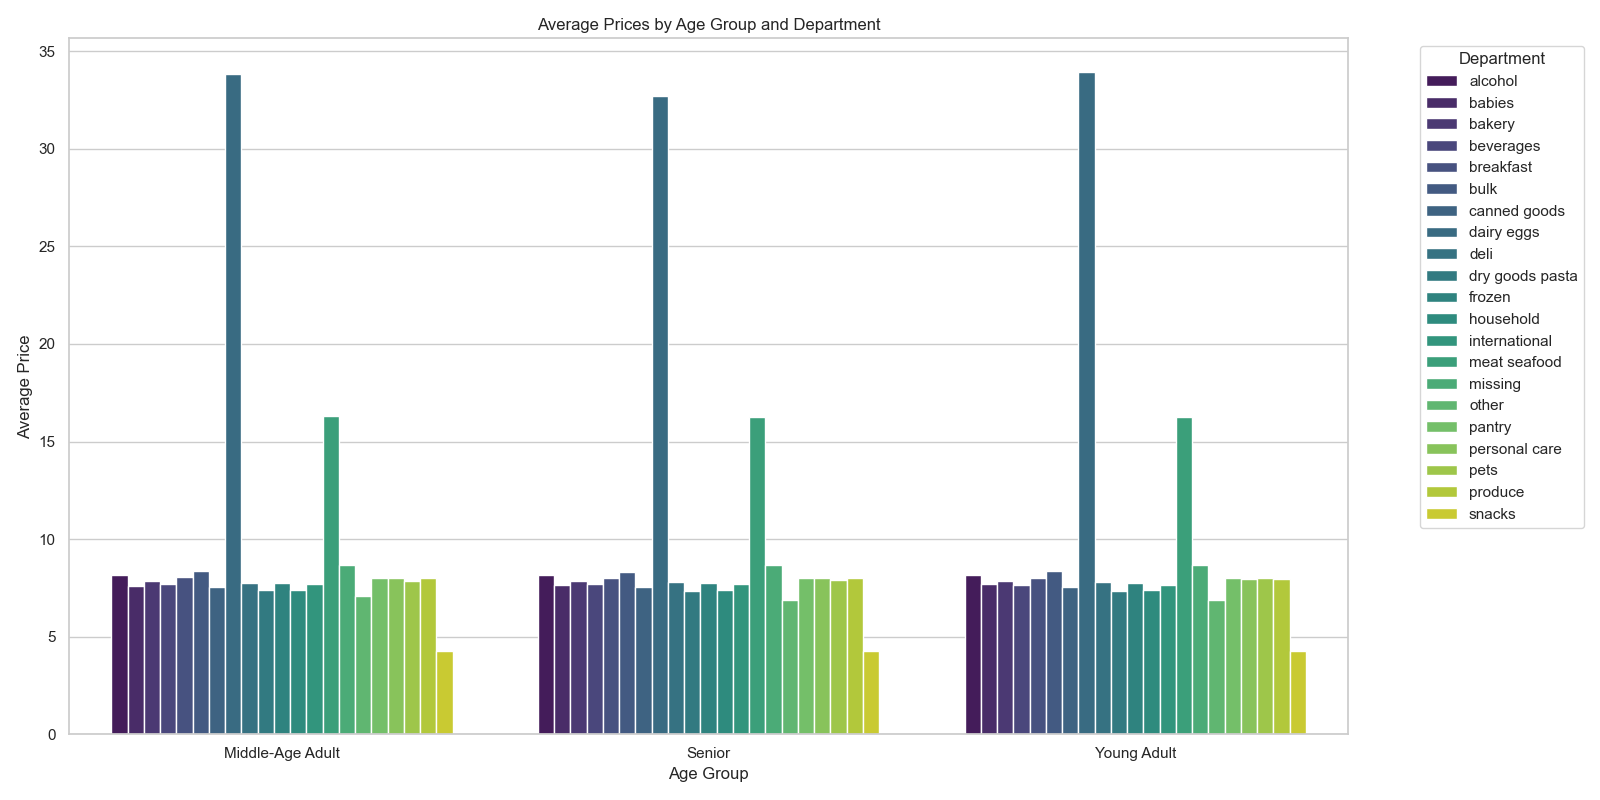 Average Prices by Age Group and Department
Average Price
35
30
25
20
15
10
5
0
Middle-Age Adult
Senior
Young Adult
Age Group
Department
alcohol
babies
bakery
beverages
breakfast
bulk
canned goods
dairy eggs
deli
dry goods pasta
frozen
household
international
meat seafood
missing
other
pantry
personal care
pets
produce
snacks